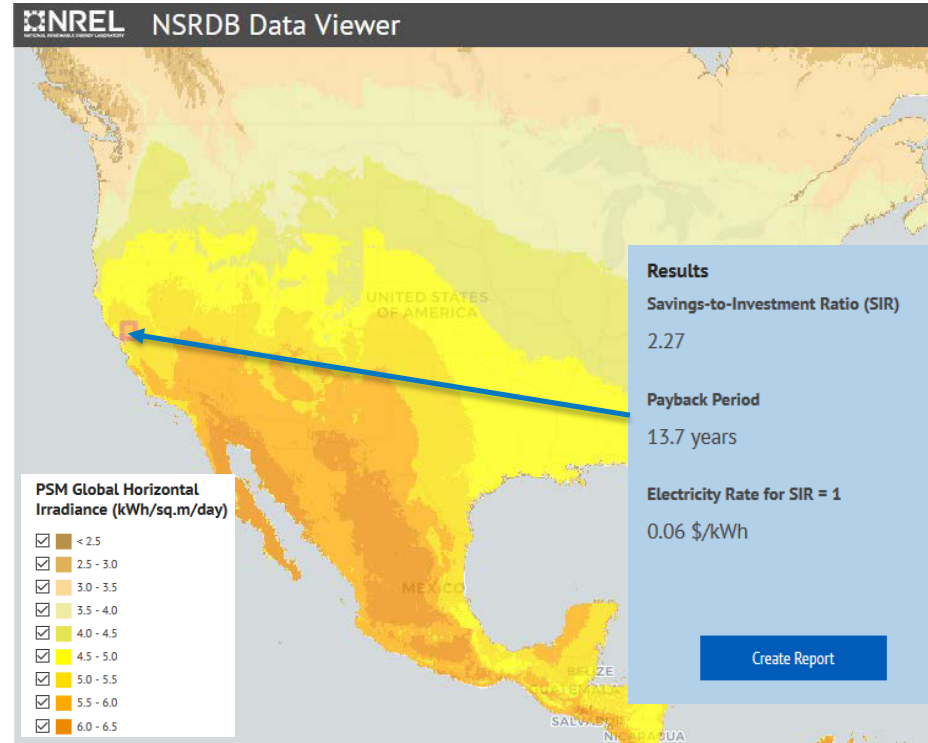 NREL NSRDB Data Viewer
NATIONAL RENEWABLE ENERGY LABORATORY
UNITED STATES
OF AMERICA
Results
Savings-to-Investment Ratio (SIR)
2.27
Payback Period
13.7 years
Electricity Rate for SIR = 1
0.06 $/kWh
Create Report
PSM Global Horizontal
Irradiance (kWh/sq.m/day)
< 2.5
2.5 - 3.0
3.0 - 3.5
3.5 - 4.0
4.0 - 4.5
4.5 - 5.0
5.0 - 5.5
5.5 - 6.0
6.0 - 6.5
MEXICO
BELIZE
GUATEMALA
SALVADOR
NICARAGUA